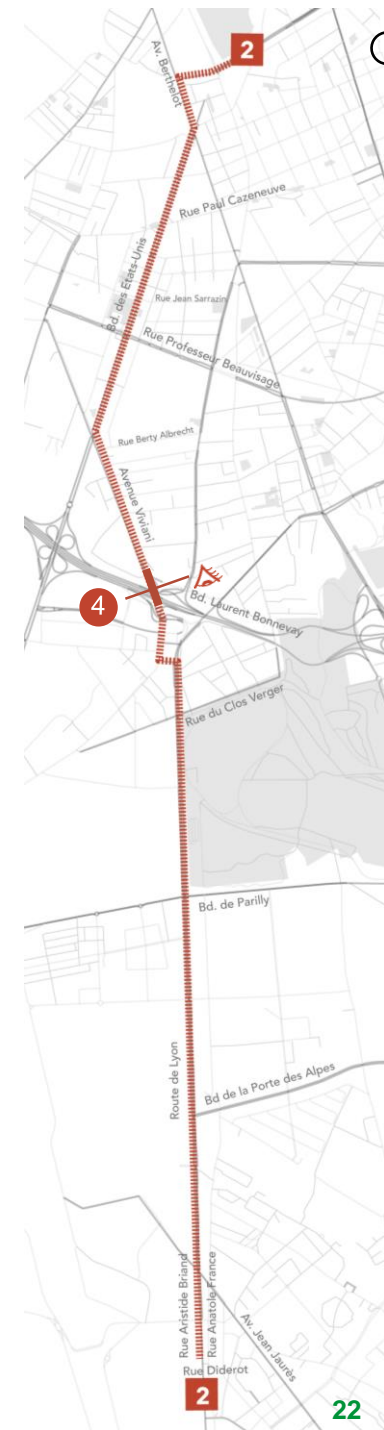 2
Av. Berthelot
Rue Paul Cazeneuve
Bd. des Etats-Unis
Rue Jean Sarrazin
Rue Professeur Beauvisage
Rue Berty Albrecht
Avenue Viviani
4
Bd. Laurent Bonnevay
Rue du Clos Verger
Bd. de Parilly
Route de Lyon
Bd de la Porte des Alpes
Rue Aristide Briand
Rue Anatole France
Av. Jean Jaurès
Rue Diderot
2
22